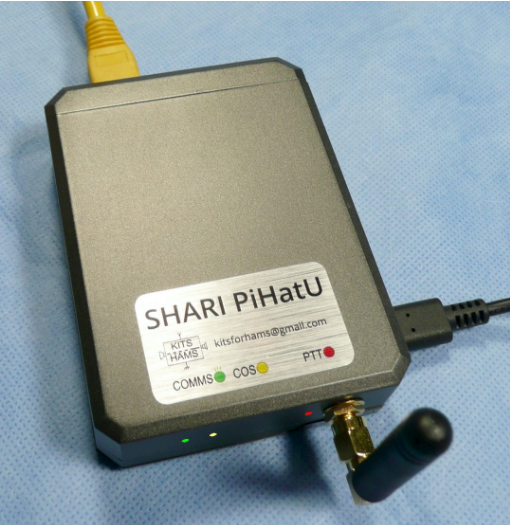 SHARI PiHatU
KITS
HAMS
kitsforhams@gmail.com
COMMS COS PTT